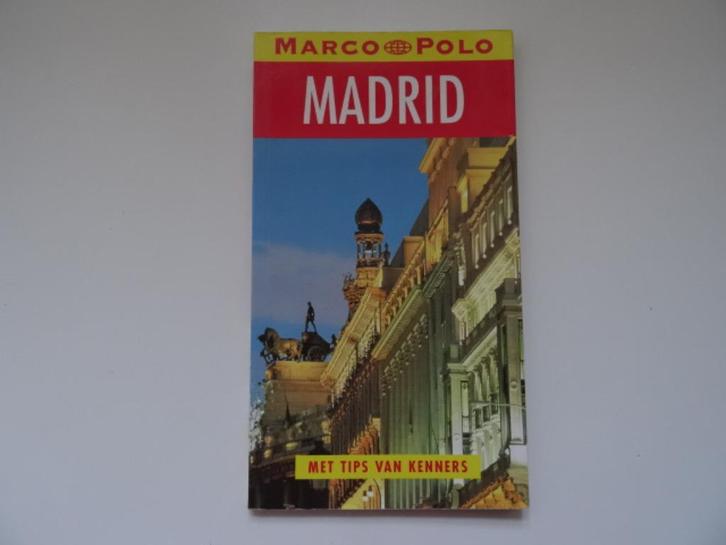 MARCO POLO
MADRID
MET TIPS VAN KENNERS